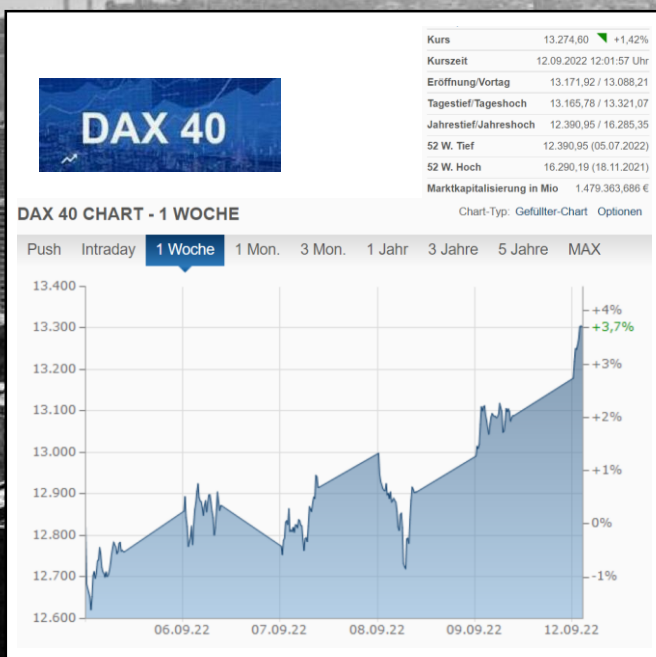 Kurs 13.274,60 +1,42%
Kurszeit 12.09.2022 12:01:57 Uhr
Eröffnung/Vortag 13.171,92 / 13.088,21
Tagestief/Tageshoch 13.165,78 / 13.321,07
Jahrestief/Jahreshoch 12.390,95 / 16.285,35
52 W. Tief 12.390,95 (05.07.2022)
52 W. Hoch 16.290,19 (18.11.2021)
Marktkapitalisierung in Mio 1.479.363,686 €
DAX 40
DAX 40 CHART - 1 WOCHE
Chart-Typ: Gefüllter-Chart Optionen
Push Intraday 1 Woche 1 Mon. 3 Mon. 1 Jahr 3 Jahre 5 Jahre MAX
13.400
13.300
13.200
13.100
13.000
12.900
12.800
12.700
12.600
+4%
+3,7%
+3%
+2%
+1%
0%
-1%
06.09.22 07.09.22 08.09.22 09.09.22 12.09.22